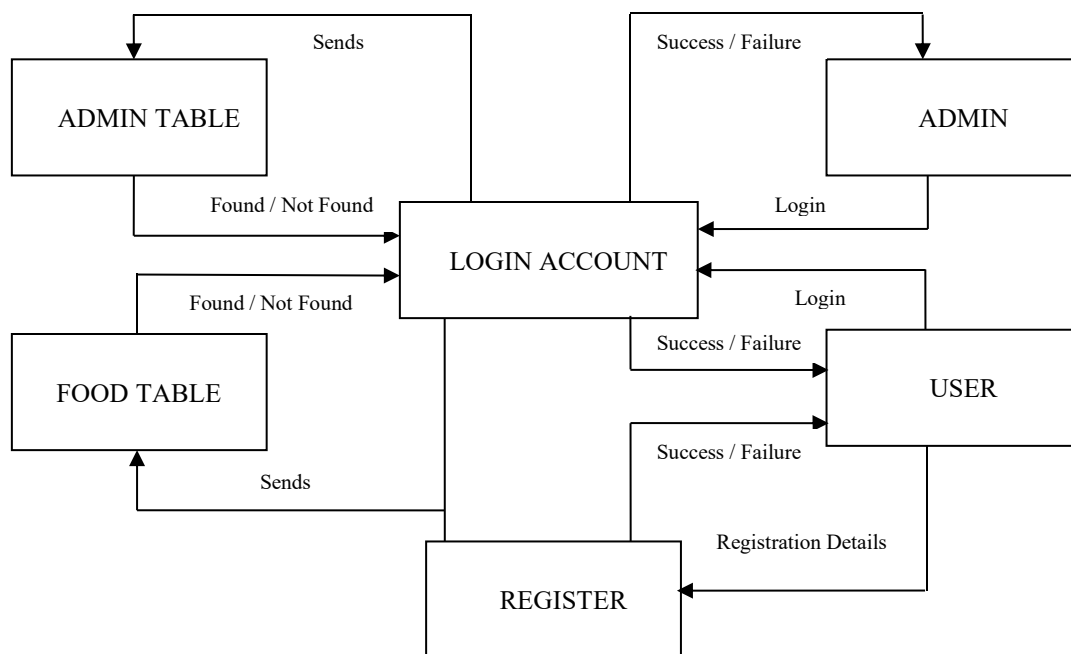 Sends
Success / Failure
ADMIN TABLE
ADMIN
Found / Not Found
Login
LOGIN ACCOUNT
Found / Not Found
Login
Success / Failure
FOOD TABLE
USER
Success / Failure
Sends
Registration Details
REGISTER